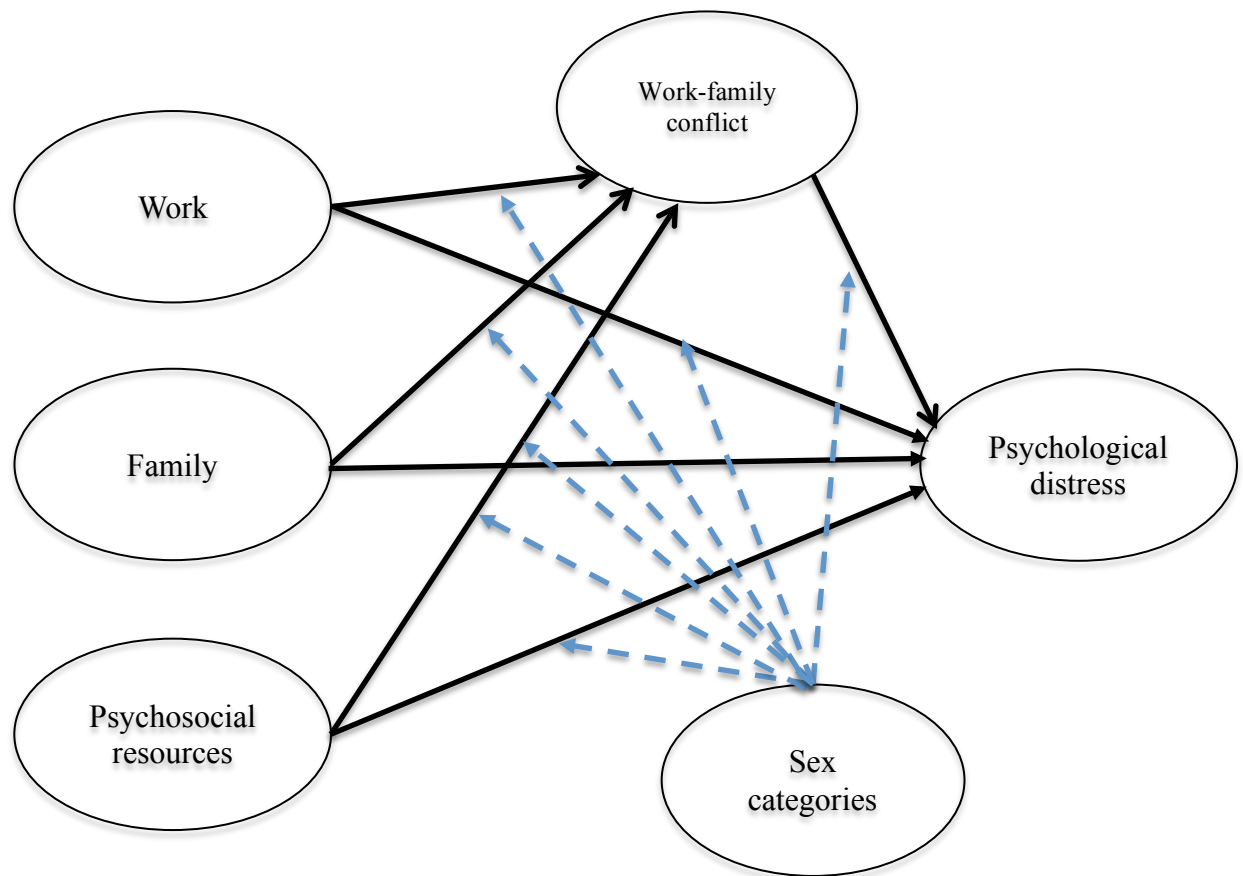 Work-family
conflict
Work
Family
Psychological
distress
Psychosocial
resources
Sex
categories